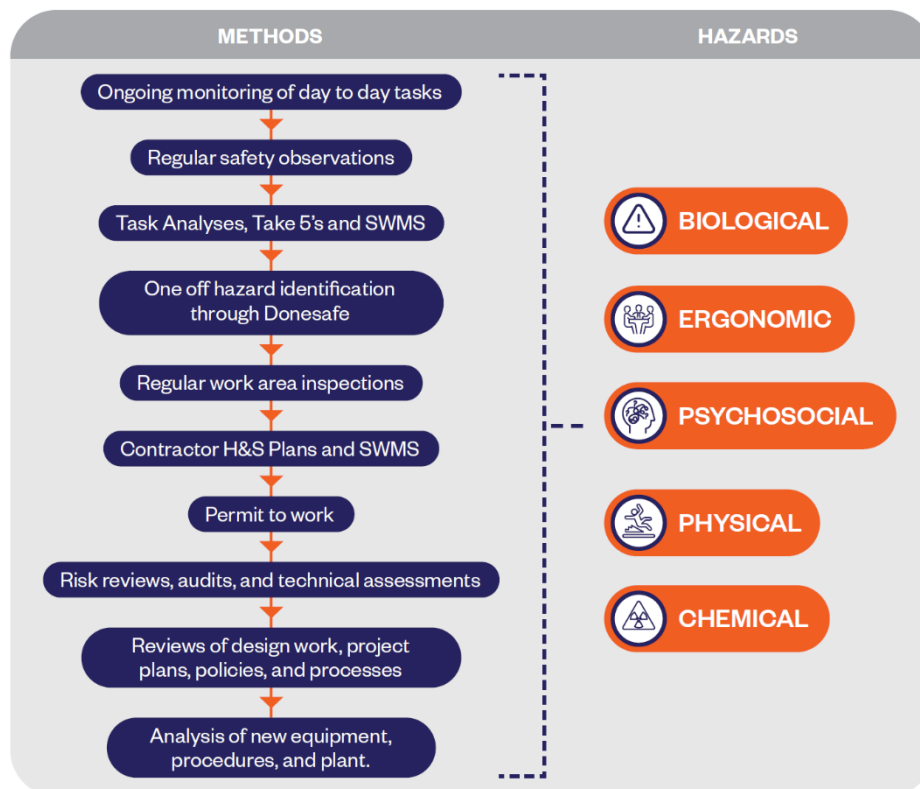 METHODS
Ongoing monitoring of day to day tasks
Regular safety observations
Task Analyses, Take 5's and SWMS
One off hazard identification
through Donesafe
Regular work area inspections
Contractor H&S Plans and SWMS
Permit to work
Risk reviews, audits, and technical assessments
Reviews of design work, project
plans, policies, and processes
Analysis of new equipment,
procedures, and plant.
HAZARDS
BIOLOGICAL
ERGONOMIC
PSYCHOSOCIAL
PHYSICAL
CHEMICAL